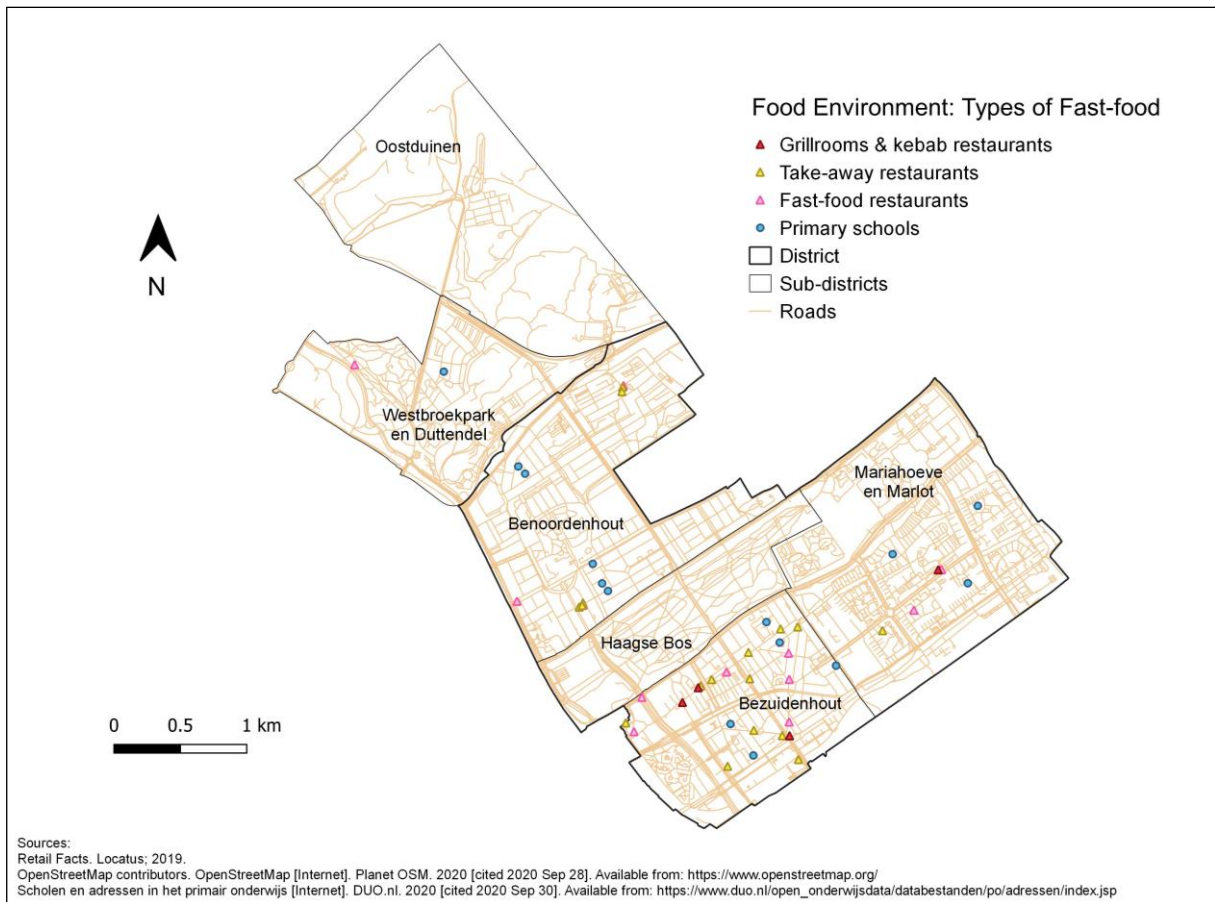 Food Environment: Types of Fast-food
Grillrooms & kebab restaurants
Take-away restaurants
Fast-food restaurants
Primary schools
District
Sub-districts
Roads
Oostduinen
N
Westbroekpark
en Duttendel
Mariahoeve
en Marlot
Benoordenhout
Haagse Bos
Bezuidenhout
0 0.5 1 km
Sources:
Retail Facts. Locatus; 2019.
OpenStreetMap contributors. OpenStreetMap [Internet]. Planet OSM. 2020 [cited 2020 Sep 28]. Available from: https://www.openstreetmap.org/
Scholen en adressen in het primair onderwijs [Internet]. DUO.nl. 2020 [cited 2020 Sep 30]. Available from: https://www.duo.nl/open_onderwijsdata/databestanden/po/adressen/index.jsp